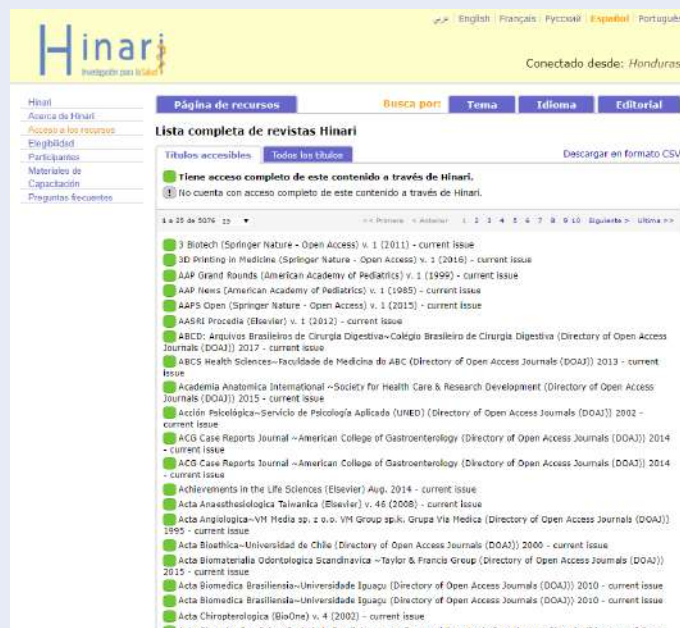 عربي | English | Français | Русский | Español | Português
Hinari
Investigación para la Salud
Conectado desde: Honduras
Hinari
Acerca de Hinari
Acceso a los recursos
Elegibilidad
Participantes
Materiales de
Capacitación
Preguntas frecuentes
Página de recursos
Busca por: Tema Idioma Editorial
Lista completa de revistas Hinari
Títulos accesibles Todos los títulos
Descargar en formato CSV
Tiene acceso completo de este contenido a través de Hinari.
! No cuenta con acceso completo de este contenido a través de Hinari.
1 a 25 de 5076 25 << Primera < Anterior 1 2 3 4 5 6 7 8 9 10 Siguiente > Ultima >>
3 Biotech (Springer Nature - Open Access) v. 1 (2011) - current issue
3D Printing in Medicine (Springer Nature - Open Access) v. 1 (2016) - current issue
AAP Grand Rounds (American Academy of Pediatrics) v. 1 (1999) - current issue
AAP News (American Academy of Pediatrics) v. 1 (1985) - current issue
AAPS Open (Springer Nature - Open Access) v. 1 (2015) - current issue
AASRI Procedia (Elsevier) v. 1 (2012) - current issue
ABCD: Arquivos Brasileiros de Cirurgia Digestiva~Colégio Brasileiro de Cirurgia Digestiva (Directory of Open Access
Journals (DOAJ)) 2017 - current issue
ABCS Health Sciences~Faculdade de Medicina do ABC (Directory of Open Access Journals (DOAJ)) 2013 - current
issue
Academia Anatomica International ~Society for Health Care & Research Development (Directory of Open Access
Journals (DOAJ)) 2015 - current issue
Acción Psicológica~Servicio de Psicología Aplicada (UNED) (Directory of Open Access Journals (DOAJ)) 2002 -
current issue
ACG Case Reports Journal ~American College of Gastroenterology (Directory of Open Access Journals (DOAJ)) 2014
- current issue
ACG Case Reports Journal ~American College of Gastroenterology (Directory of Open Access Journals (DOAJ)) 2014
- current issue
Achievements in the Life Sciences (Elsevier) Aug. 2014 - current issue
Acta Anaesthesiologica Taiwanica (Elsevier) v. 46 (2008) - current issue
Acta Angiologica~VM Media sp. z o.o. VM Group sp.k. Grupa Via Medica (Directory of Open Access Journals (DOAJ))
1995 - current issue
Acta Bioethica~Universidad de Chile (Directory of Open Access Journals (DOAJ)) 2000 - current issue
Acta Biomaterialia Odontologica Scandinavica ~Taylor & Francis Group (Directory of Open Access Journals (DOAJ))
2015 - current issue
Acta Biomedica Brasiliensia~Universidade Iguaçu (Directory of Open Access Journals (DOAJ)) 2010 - current issue
Acta Biomedica Brasiliensia~Universidade Iguaçu (Directory of Open Access Journals (DOAJ)) 2010 - current issue
Acta Chiropterologica (BioOne) v. 4 (2002) - current issue